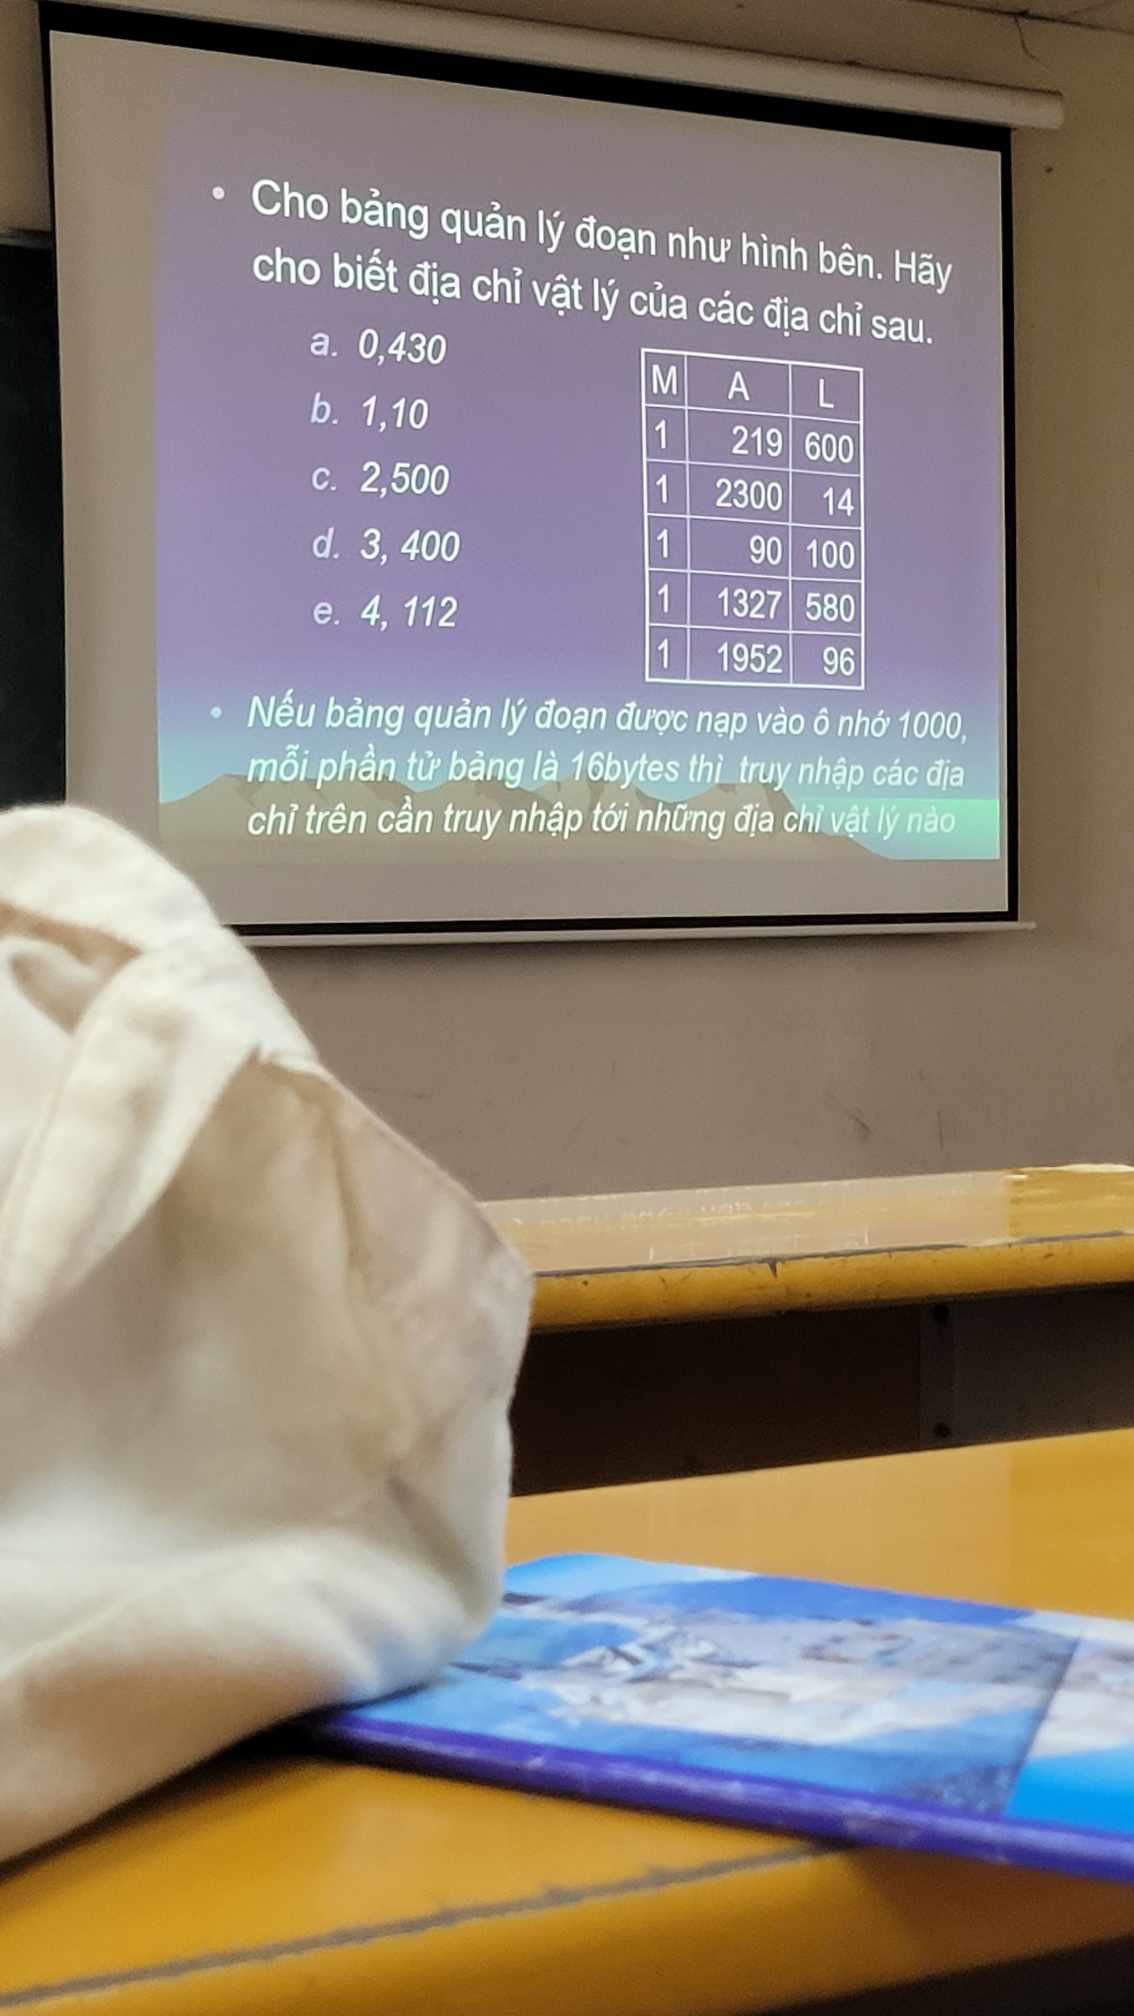 • Cho bảng quản lý đoạn như hình bên. Hãy
cho biết địa chỉ vật lý của các địa chỉ sau.
a. 0,430
b. 1,10
c. 2,500
d. 3, 400
e. 4, 112
M A L
1 219 600
1 2300 14
1 90 100
1 1327 580
1 1952 96
• Nếu bảng quản lý đoạn được nạp vào ô nhớ 1000,
mỗi phần tử bảng là 16bytes thì truy nhập các địa
chỉ trên cần truy nhập tới những địa chỉ vật lý nào